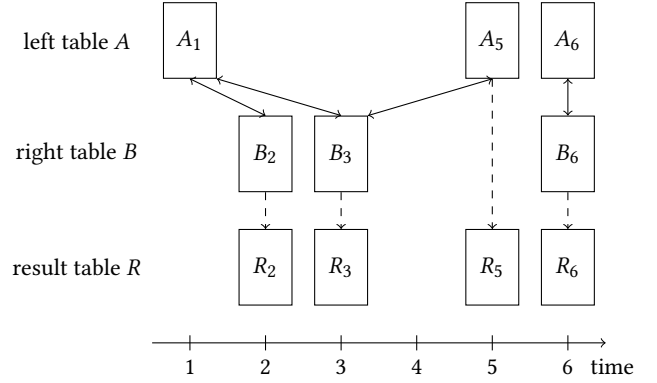 left table A A₁ A₅ A₆
right table B B₂ B₃ B₆
result table R R₂ R₃ R₅ R₆
1 2 3 4 5 6 time